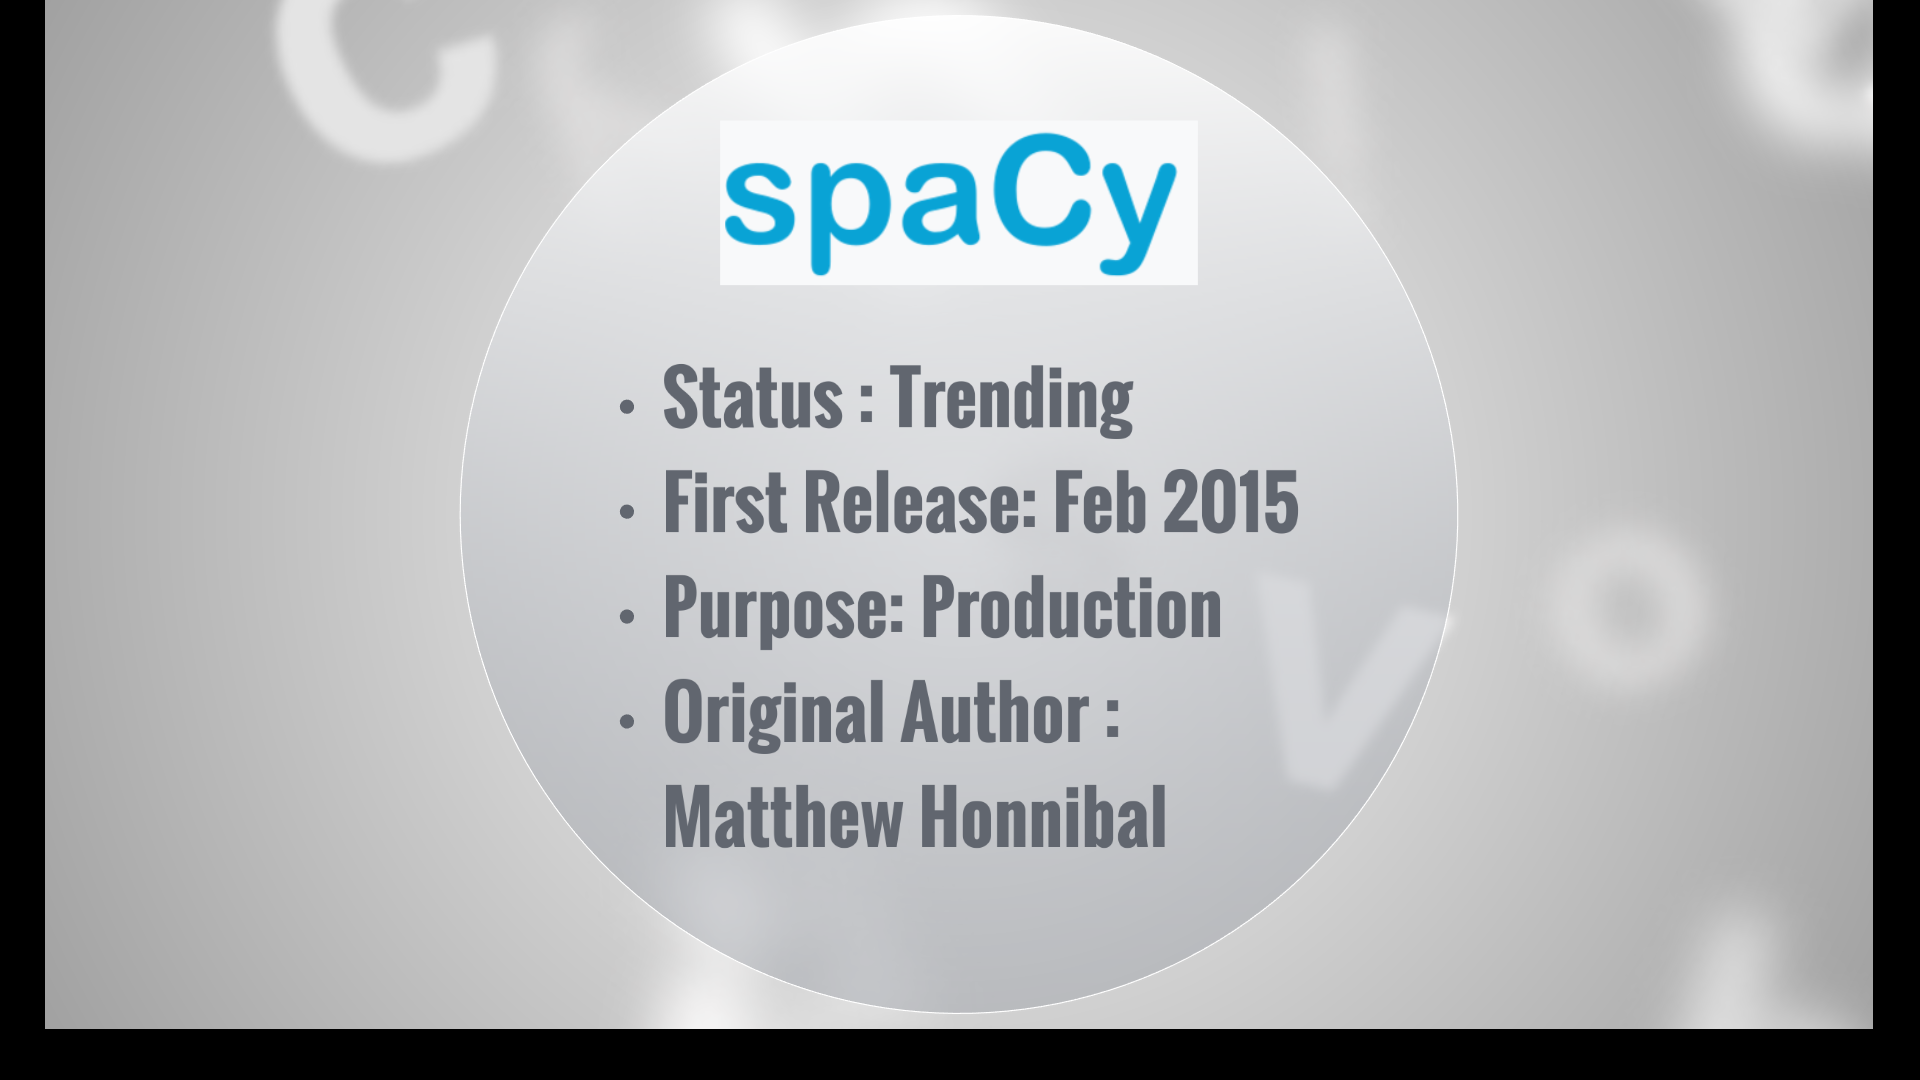 spaCy
• Status : Trending
• First Release: Feb 2015
• Purpose: Production
• Original Author :
Matthew Honnibal